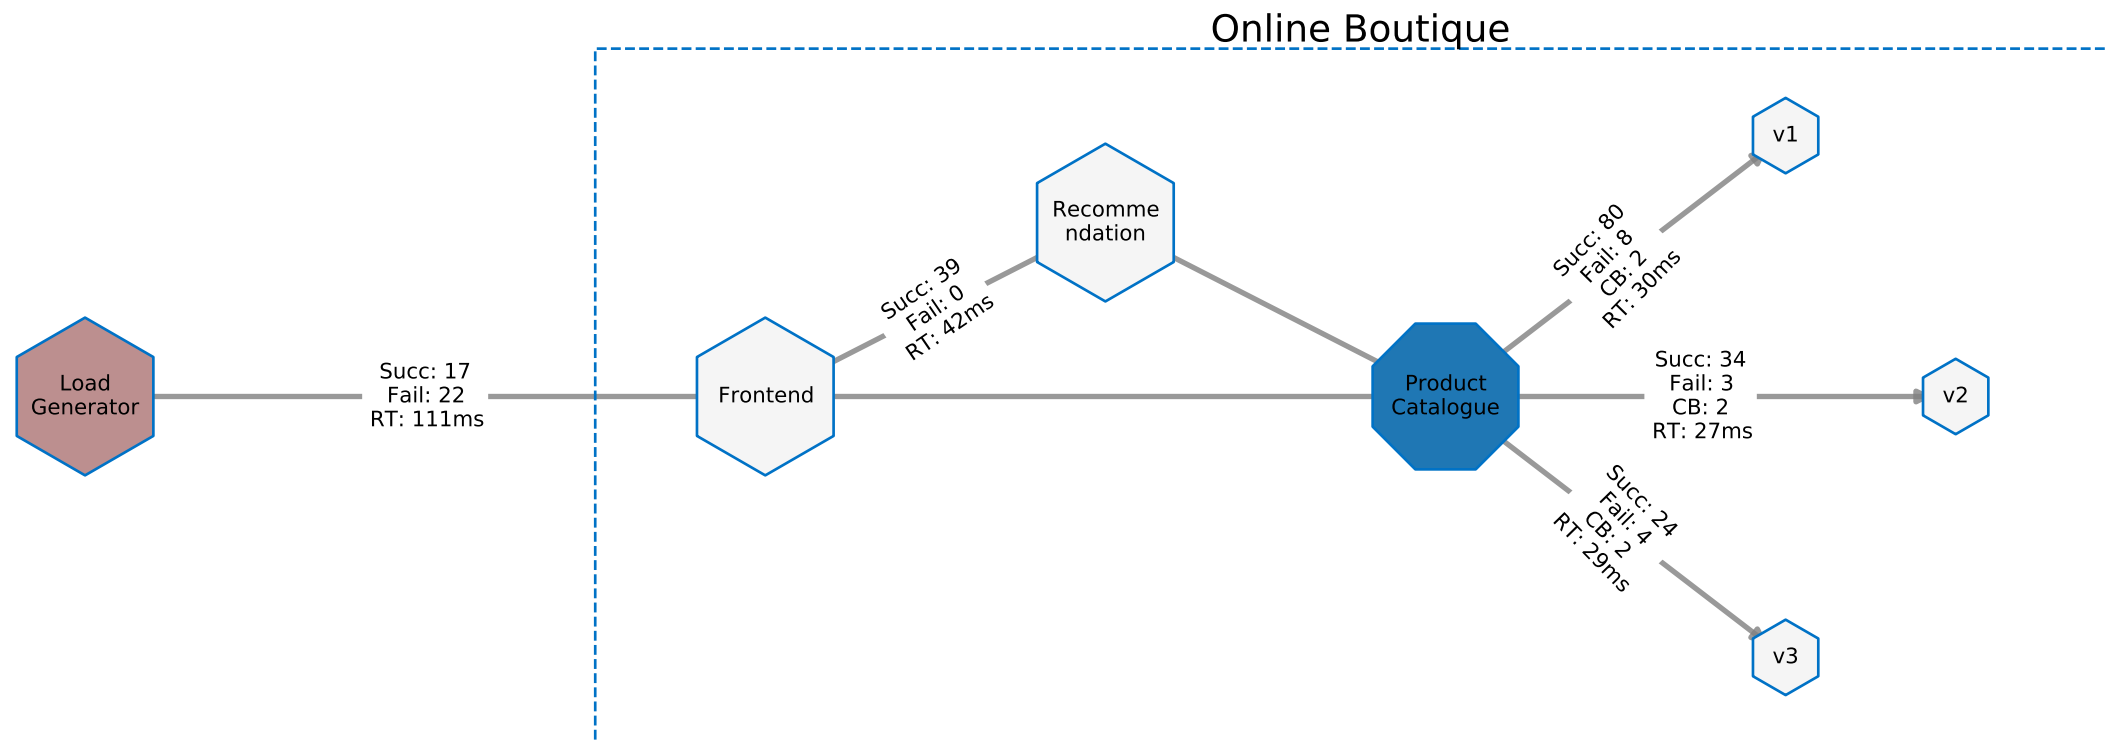 Online Boutique
Load
Generator
Succ: 17
Fail: 22
RT: 111ms
Frontend
Succ: 39
Fail: 0
RT: 42ms
Recomme
ndation
Product
Catalogue
Succ: 80
Fail: 8
CB: 2
RT: 30ms
v1
Succ: 34
Fail: 3
CB: 2
RT: 27ms
v2
Succ: 24
Fail: 4
CB: 2
RT: 29ms
v3